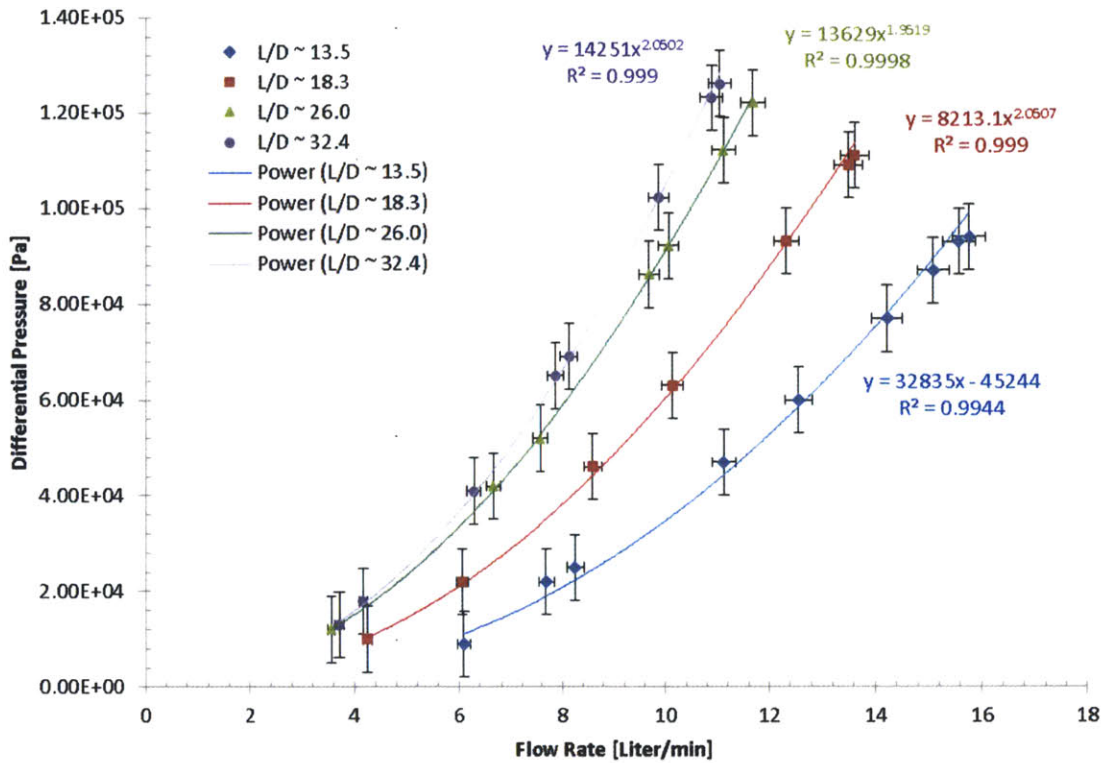 1.40E+05
1.20E+05
1.00E+05
8.00E+04
6.00E+04
4.00E+04
2.00E+04
0.00E+00
Differential Pressure [Pa]
L/D ~ 13.5
L/D ~ 18.3
L/D ~ 26.0
L/D ~ 32.4
Power (L/D ~ 13.5)
Power (L/D ~ 18.3)
Power (L/D ~ 26.0)
Power (L/D ~ 32.4)
y = 14251x^2.0502
R² = 0.999
y = 13629x^1.9519
R² = 0.9998
y = 8213.1x^2.0507
R² = 0.999
y = 32835x - 45244
R² = 0.9944
0 2 4 6 8 10 12 14 16 18
Flow Rate [Liter/min]